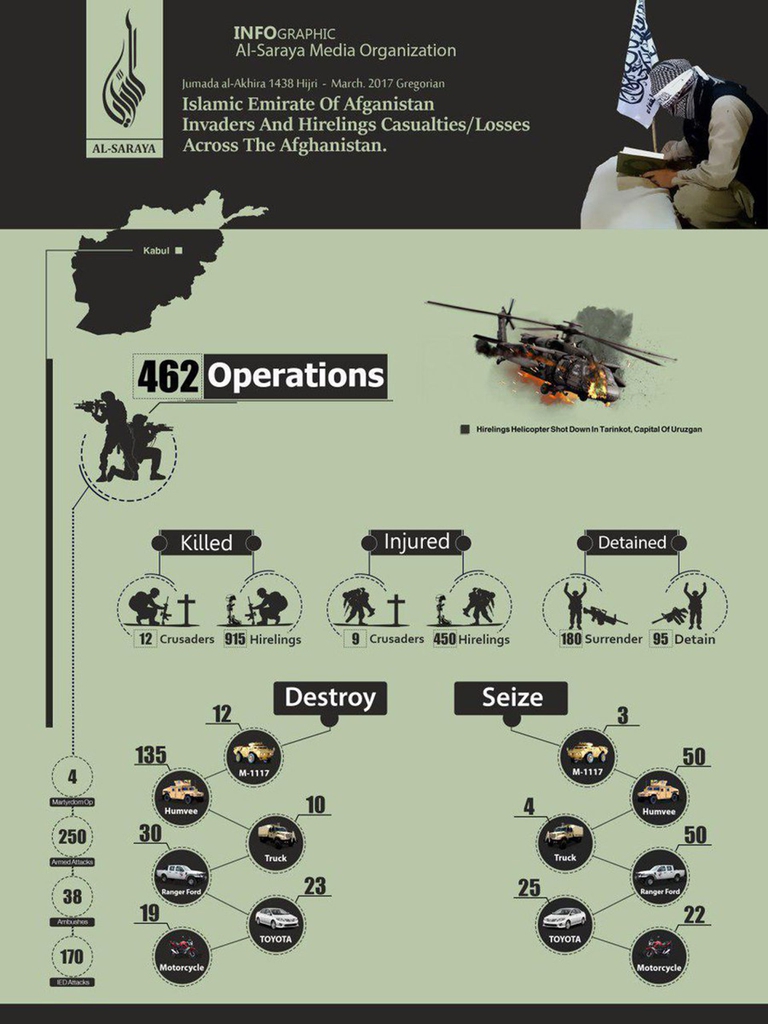 INFOGRAPHIC
Al-Saraya Media Organization
Jumada al-Akhira 1438 Hijri - March. 2017 Gregorian
Islamic Emirate Of Afganistan
Invaders And Hirelings Casualties/Losses
Across The Afghanistan.
AL-SARAYA
Kabul
462 Operations
Hirelings Helicopter Shot Down In Tarinkot, Capital Of Uruzgan
Killed
12 Crusaders
915 Hirelings
Injured
9 Crusaders
450 Hirelings
Detained
180 Surrender
95 Detain
Destroy
12
M-1117
135
Humvee
10
Truck
30
Ranger Ford
23
TOYOTA
19
Motorcycle
Seize
3
M-1117
50
Humvee
4
Truck
50
Ranger Ford
25
TOYOTA
22
Motorcycle
4
Martyrdom Op
250
Armed Attacks
38
Ambushes
170
IED Attacks